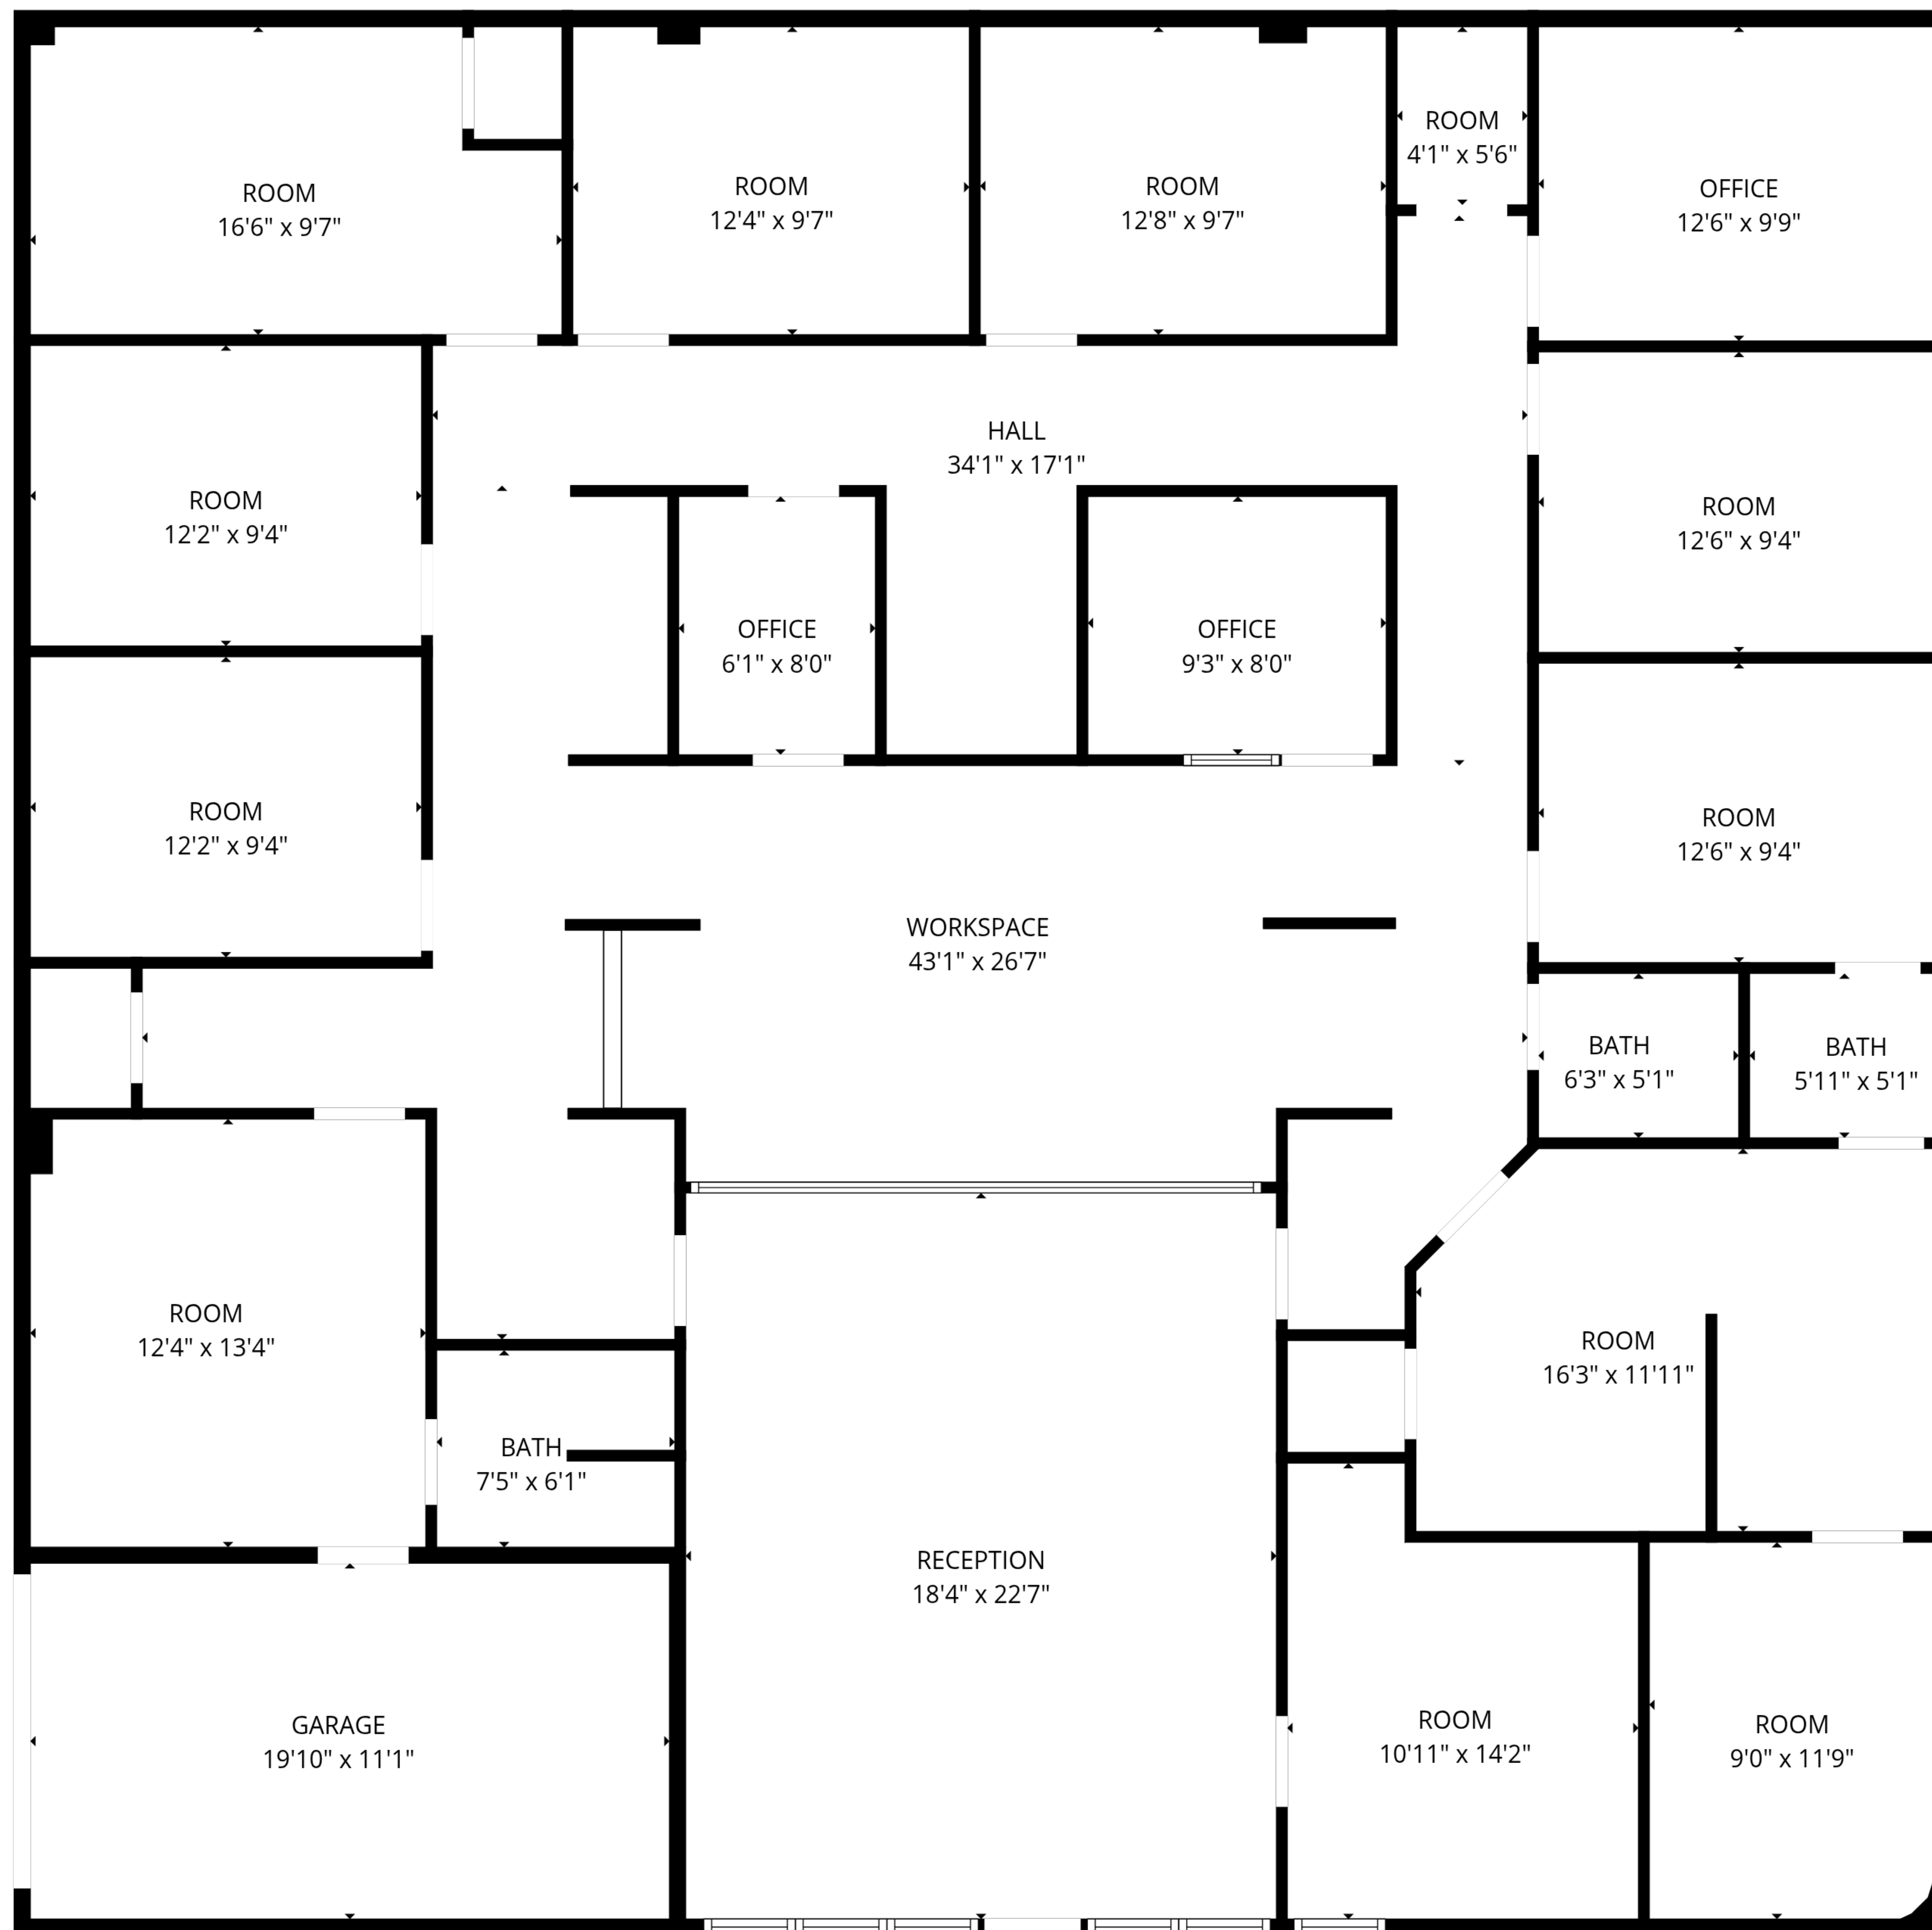 ROOM
16'6" x 9'7"
ROOM
12'4" x 9'7"
ROOM
12'8" x 9'7"
ROOM
4'1" x 5'6"
OFFICE
12'6" x 9'9"
HALL
34'1" x 17'1"
ROOM
12'2" x 9'4"
ROOM
12'6" x 9'4"
OFFICE
6'1" x 8'0"
OFFICE
9'3" x 8'0"
ROOM
12'2" x 9'4"
ROOM
12'6" x 9'4"
WORKSPACE
43'1" x 26'7"
BATH
6'3" x 5'1"
BATH
5'11" x 5'1"
ROOM
12'4" x 13'4"
ROOM
16'3" x 11'11"
BATH
7'5" x 6'1"
RECEPTION
18'4" x 22'7"
GARAGE
19'10" x 11'1"
ROOM
10'11" x 14'2"
ROOM
9'0" x 11'9"